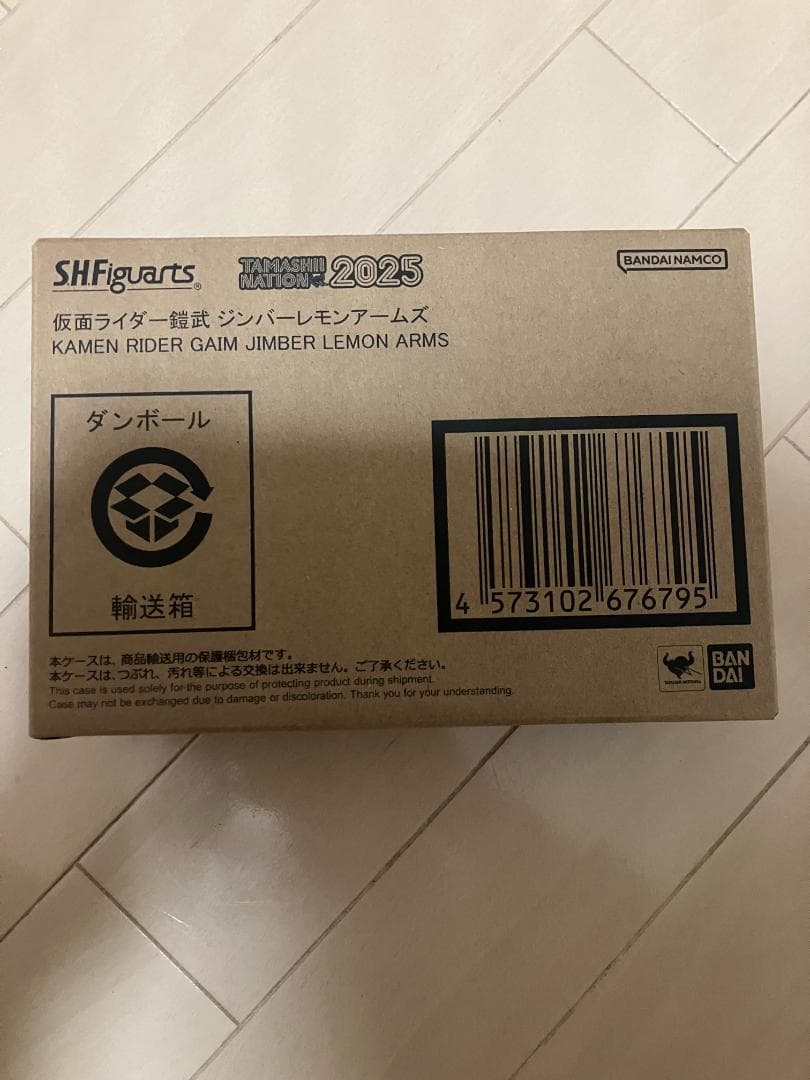 S.H.Figuarts®
TAMASHII NATION 2025
BANDAI NAMCO
仮面ライダー鎧武 ジンバーレモンアームズ
KAMEN RIDER GAIM JIMBER LEMON ARMS
ダンボール
輸送箱
4 573102 676795
本ケースは、商品輸送用の保護梱包材です。
本ケースは、つぶれ、汚れ等による交換は出来ません。ご了承ください。
This case is used solely for the purpose of protecting product during shipment.
Case may not be exchanged due to damage or discoloration. Thank you for your understanding.
BAN
DAI